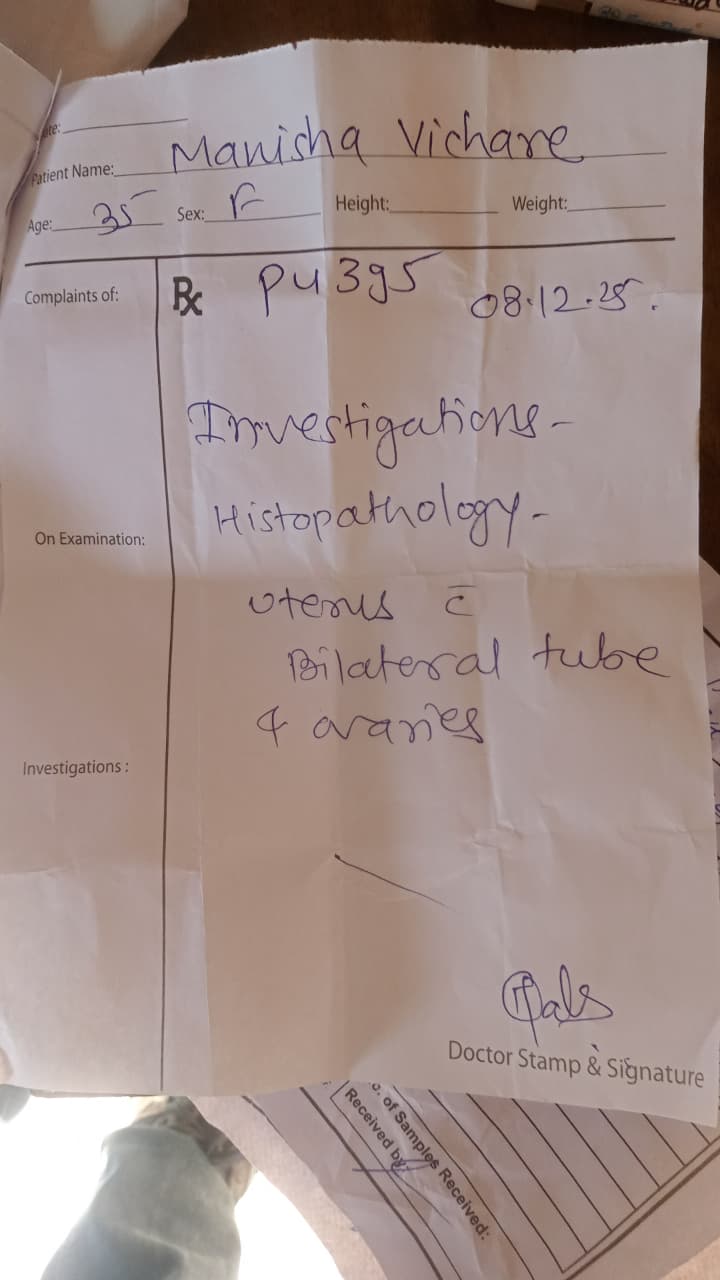 ate:
Patient Name: Manisha Vichare
Age: 35 Sex: F Height: Weight:
Complaints of: Rx PU395
08.12.25.
Investigations -
Histopathology -
On Examination:
Uterus c̄
Bilateral tube
& ovaries
Investigations :
Doctor Stamp & Signature
of Samples Received:
Received by: